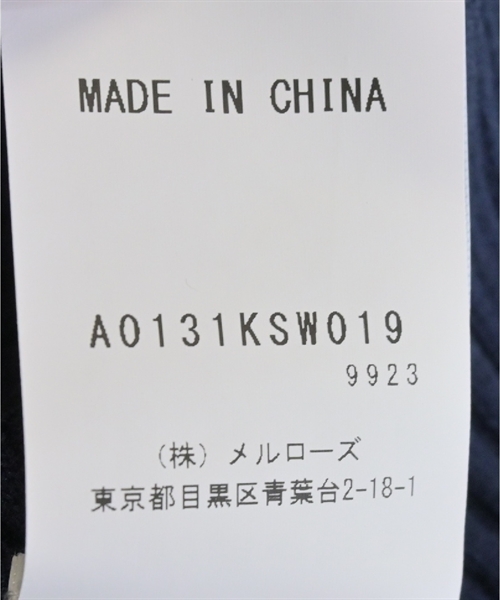 MADE IN CHINA
A0131KSW019
9923
（株）メルローズ
東京都目黒区青葉台2-18-1